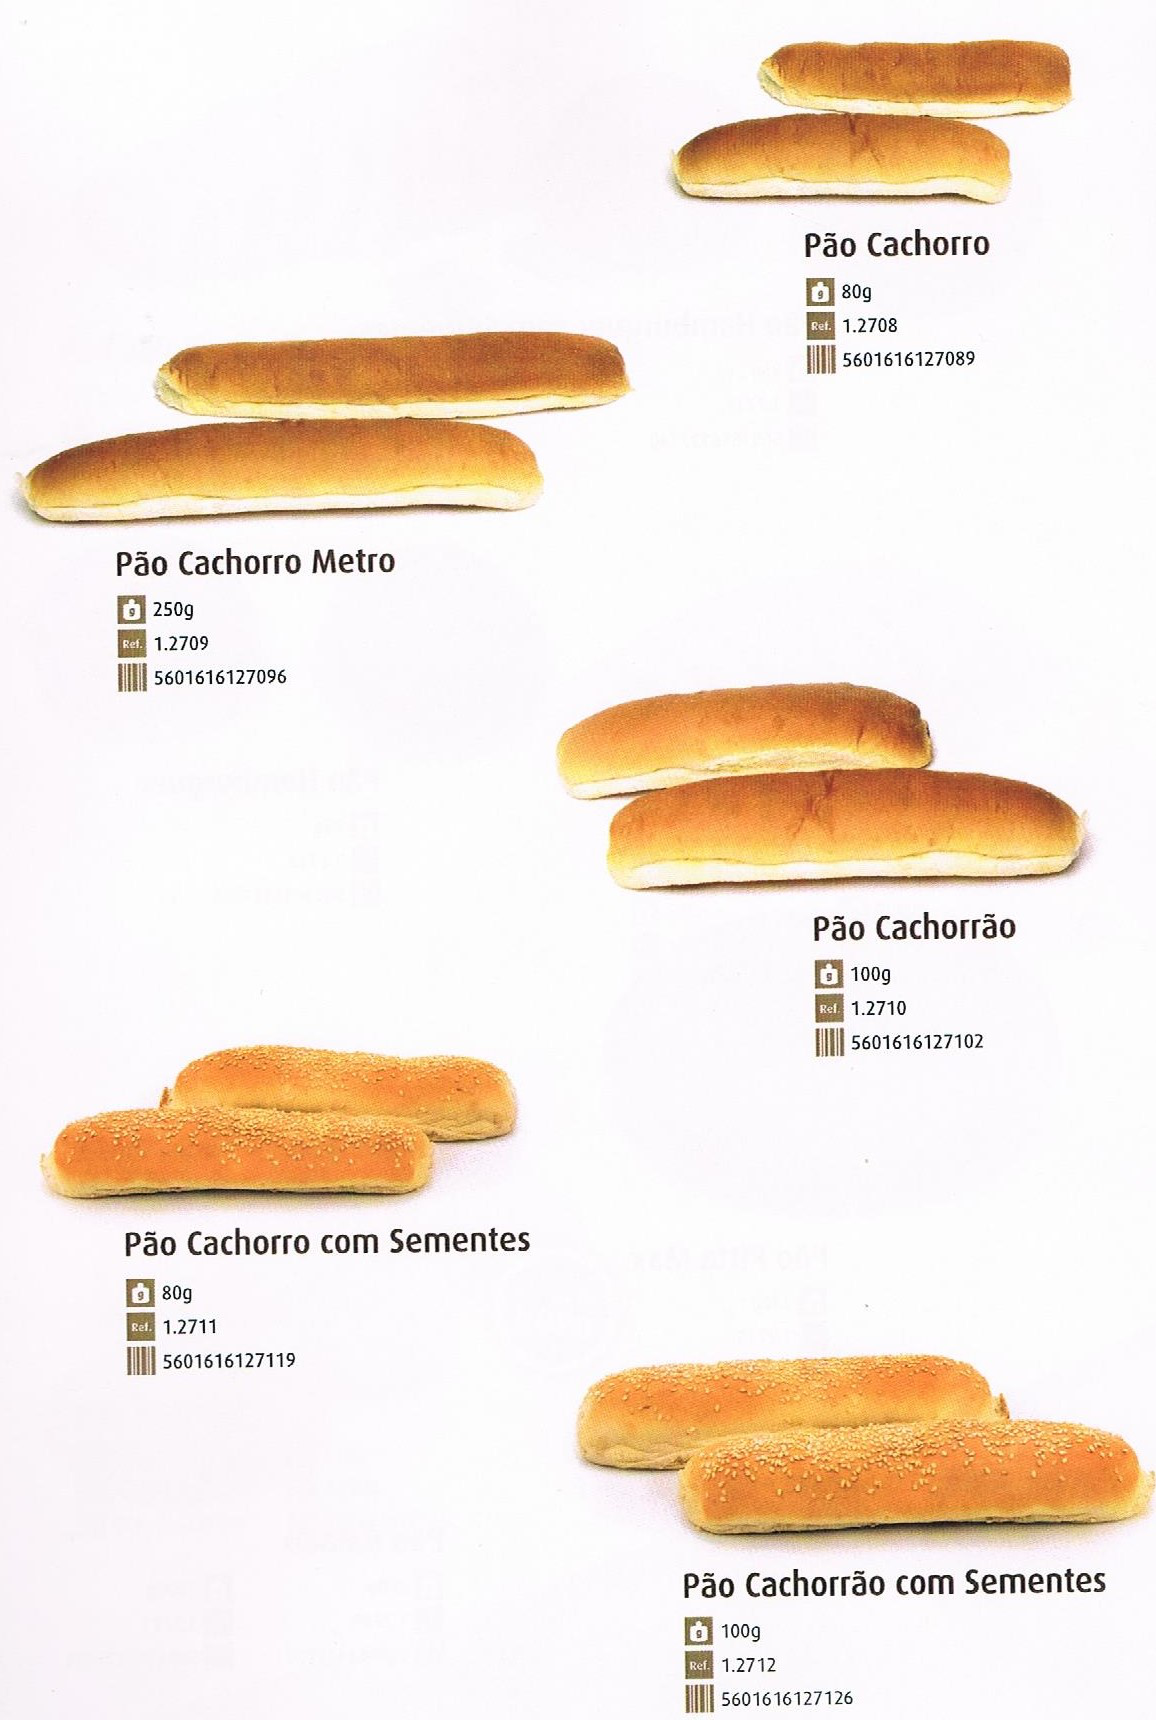 Pão Cachorro
g 80g
Ref. 1.2708
5601616127089
Pão Cachorro Metro
g 250g
Ref. 1.2709
5601616127096
Pão Cachorrão
g 100g
Ref. 1.2710
5601616127102
Pão Cachorro com Sementes
g 80g
Ref. 1.2711
5601616127119
Pão Cachorrão com Sementes
g 100g
Ref. 1.2712
5601616127126